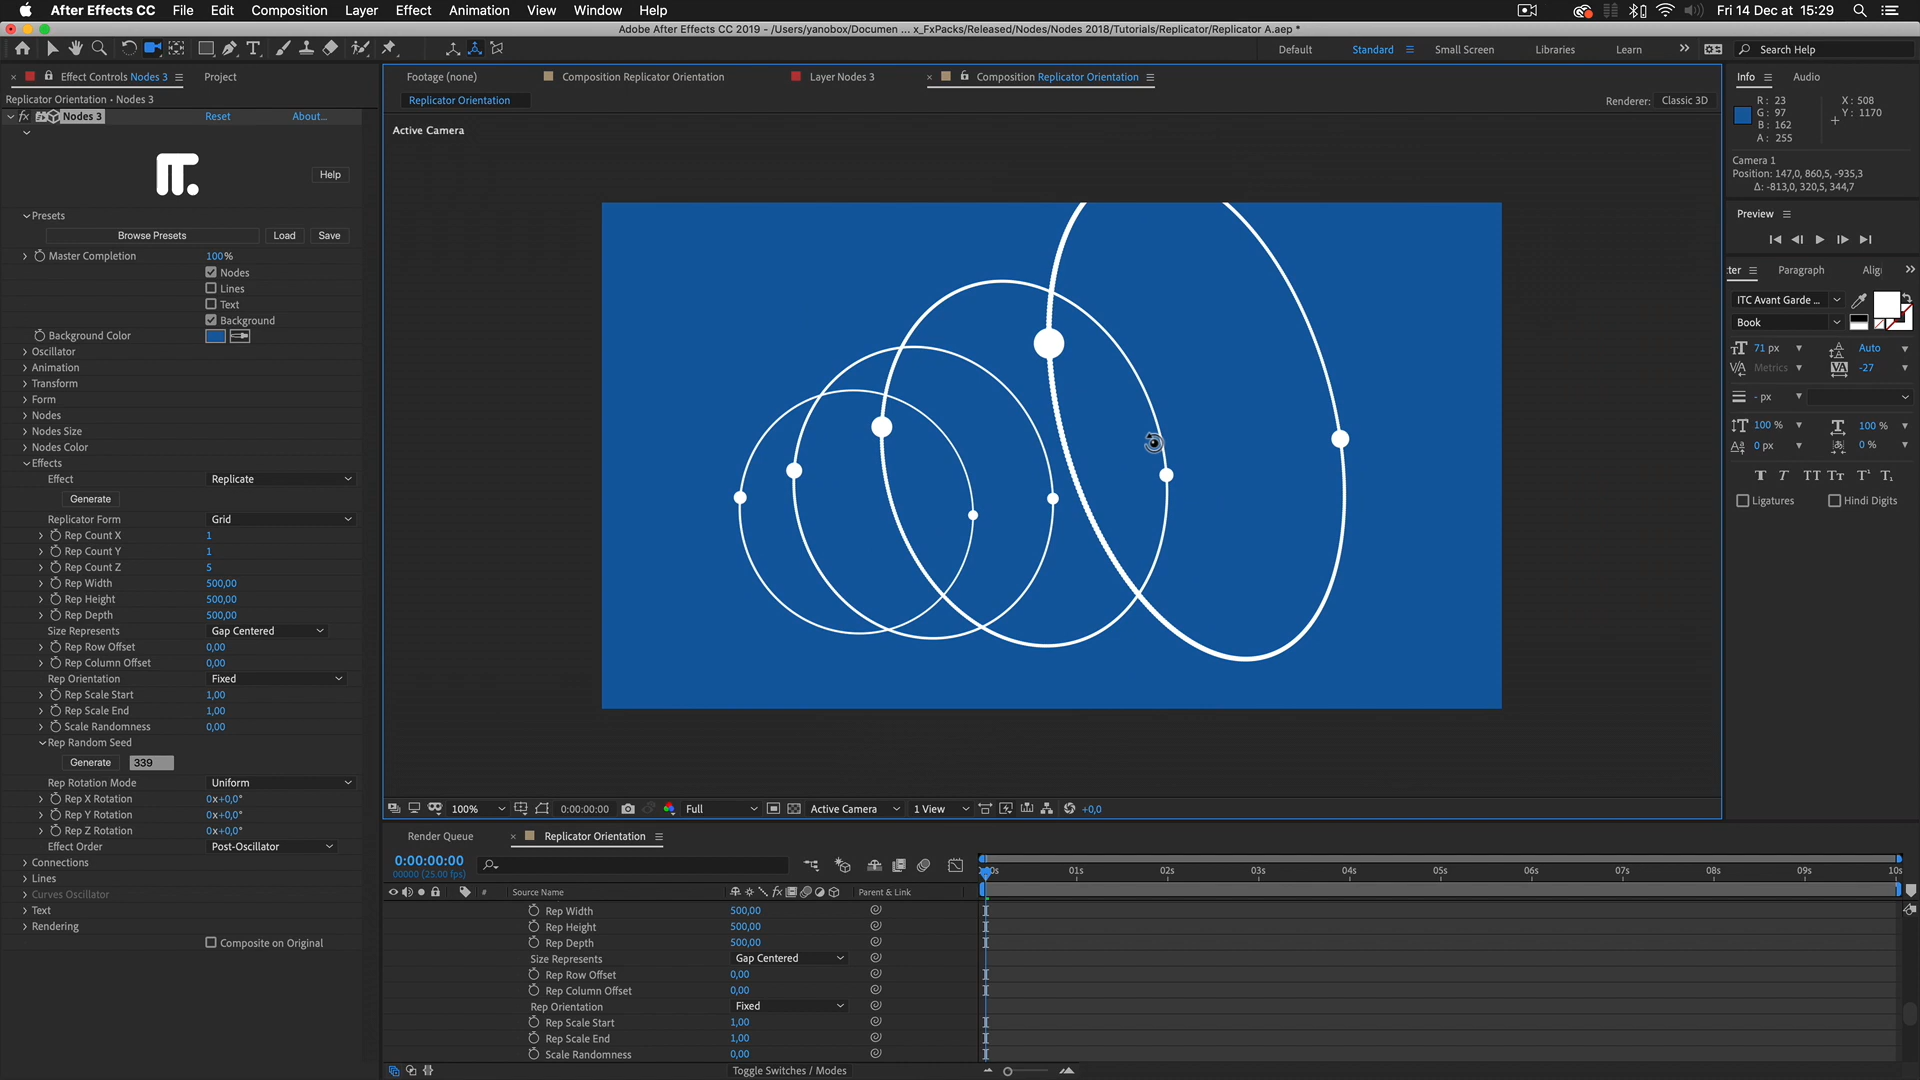 After Effects CC File Edit Composition Layer Effect Animation View Window Help
Fri 14 Dec at 15:29
Adobe After Effects CC 2019 - /Users/yanobox/Documen ... x_FxPacks/Released/Nodes/Nodes 2018/Tutorials/Replicator/Replicator A.aep *
Default Standard Small Screen Libraries Learn Search Help
Effect Controls Nodes 3 Project
Footage (none) Composition Replicator Orientation Layer Nodes 3 Composition Replicator Orientation
Info Audio
Replicator Orientation • Nodes 3
Replicator Orientation
Renderer: Classic 3D
Nodes 3 Reset About...
Active Camera
R: 23
G: 97
B: 162
A: 255
X: 508
Y: 1170
Camera 1
Position: 147,0, 860,5, -935,3
Δ: -813,0, 320,5, 344,7
Help
Presets
Browse Presets Load Save
Master Completion 100%
Nodes
Lines
Text
Background
Background Color
Oscillator
Animation
Transform
Form
Nodes
Nodes Size
Nodes Color
Effects
Effect Replicate
Generate
Replicator Form Grid
Rep Count X 1
Rep Count Y 1
Rep Count Z 5
Rep Width 500,00
Rep Height 500,00
Rep Depth 500,00
Size Represents Gap Centered
Rep Row Offset 0,00
Rep Column Offset 0,00
Rep Orientation Fixed
Rep Scale Start 1,00
Rep Scale End 1,00
Scale Randomness 0,00
Rep Random Seed
Generate 339
Rep Rotation Mode Uniform
Rep X Rotation 0x+0,0°
Rep Y Rotation 0x+0,0°
Rep Z Rotation 0x+0,0°
Effect Order Post-Oscillator
Connections
Lines
Curves Oscillator
Text
Rendering
Composite on Original
Preview
ter Paragraph Alig
ITC Avant Garde ...
Book
71 px Auto
Metrics -27
- px
100 % 100 %
0 px 0 %
T T TT Tт T¹ T₁
Ligatures Hindi Digits
100% 0:00:00:00 Full Active Camera 1 View +0,0
Render Queue Replicator Orientation
0:00:00:00
00000 (25.00 fps)
:00s 01s 02s 03s 04s 05s 06s 07s 08s 09s 10s
# Source Name Parent & Link
Rep Width 500,00
Rep Height 500,00
Rep Depth 500,00
Size Represents Gap Centered
Rep Row Offset 0,00
Rep Column Offset 0,00
Rep Orientation Fixed
Rep Scale Start 1,00
Rep Scale End 1,00
Scale Randomness 0,00
Toggle Switches / Modes